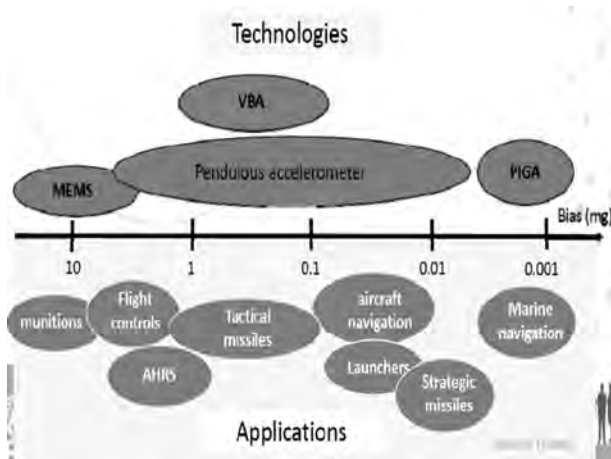 Technologies
VBA
Pendulous accelerometer
MEMS
PIGA
Bias (mg)
10 1 0.1 0.01 0.001
munitions
Flight
controls
Tactical
missiles
aircraft
navigation
Marine
navigation
AHRS
Launchers
Strategic
missiles
Applications